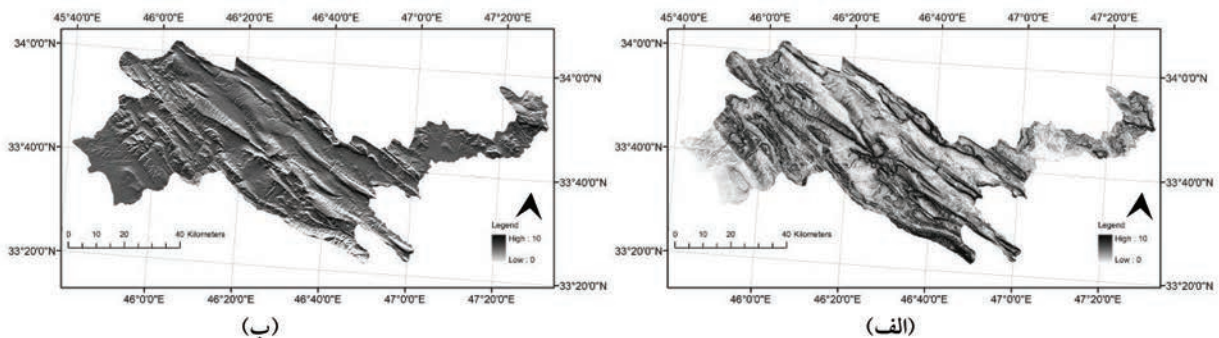 45°40'0"E 46°0'0"E 46°20'0"E 46°40'0"E 47°0'0"E 47°20'0"E
34°0'0"N
34°0'0"N
33°40'0"N
33°40'0"N
33°20'0"N
33°20'0"N
0 10 20 40 Kilometers
Legend
High : 10
Low : 0
46°0'0"E 46°20'0"E 46°40'0"E 47°0'0"E 47°20'0"E
(الف)
45°40'0"E 46°0'0"E 46°20'0"E 46°40'0"E 47°0'0"E 47°20'0"E
34°0'0"N
34°0'0"N
33°40'0"N
33°40'0"N
33°20'0"N
33°20'0"N
0 10 20 40 Kilometers
Legend
High : 10
Low : 0
46°0'0"E 46°20'0"E 46°40'0"E 47°0'0"E 47°20'0"E
(ب)